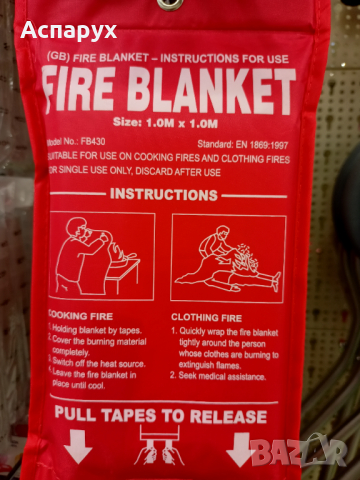 Аспарух
(GB) FIRE BLANKET – INSTRUCTIONS FOR USE
FIRE BLANKET
Size: 1.0M x 1.0M
Model No.: FB430 Standard: EN 1869:1997
SUITABLE FOR USE ON COOKING FIRES AND CLOTHING FIRES
FOR SINGLE USE ONLY, DISCARD AFTER USE
INSTRUCTIONS
COOKING FIRE
1. Holding blanket by tapes.
2. Cover the burning material
completely.
3. Switch off the heat source.
4. Leave the fire blanket in
place until cool.
CLOTHING FIRE
1. Quickly wrap the fire blanket
tightly around the person
whose clothes are burning to
extinguish flames.
2. Seek medical assistance.
PULL TAPES TO RELEASE
BAZAR